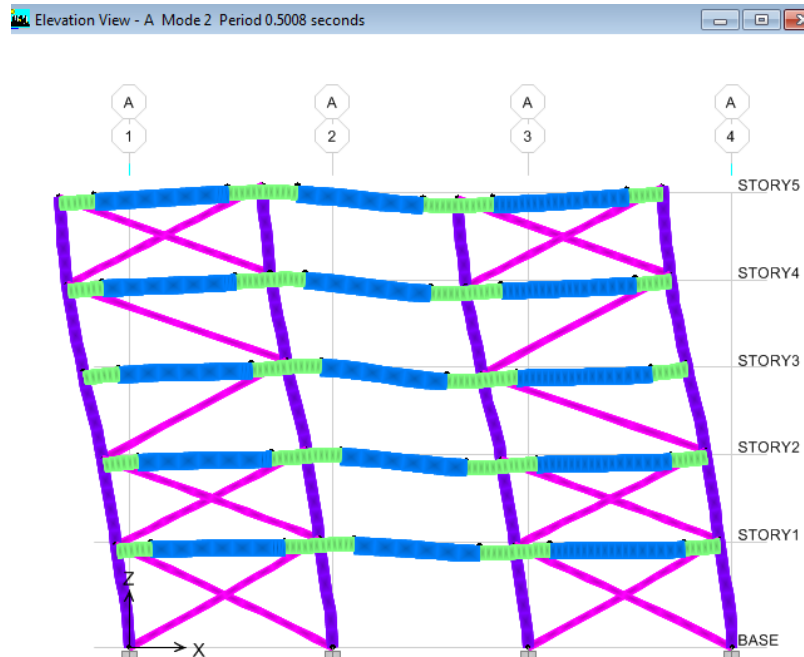 Elevation View - A Mode 2 Period 0.5008 seconds
A A A A
1 2 3 4
STORY5
STORY4
STORY3
STORY2
STORY1
Z
X
BASE